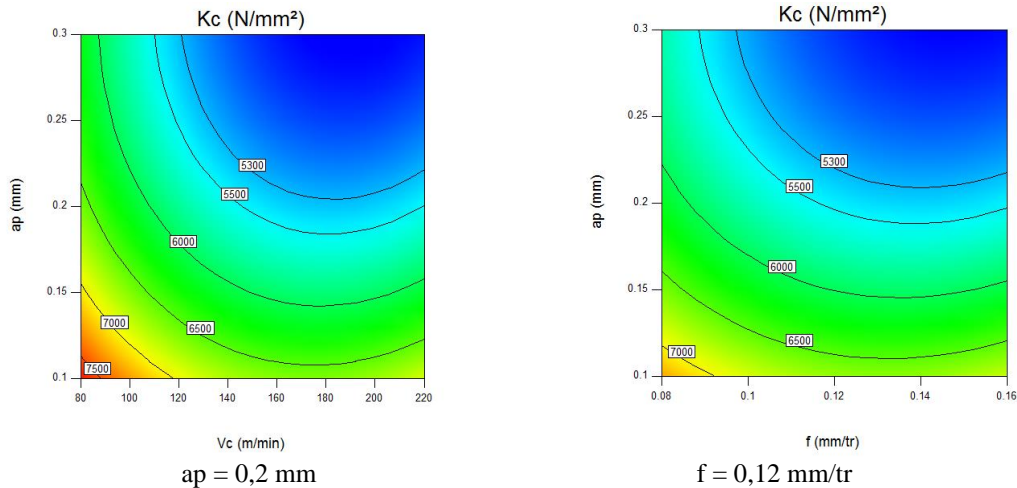 Kc (N/mm²)
0.3
0.25
0.2
0.15
0.1
ap (mm)
5300
5500
6000
6500
7000
7500
80 100 120 140 160 180 200 220
Vc (m/min)
ap = 0,2 mm
Kc (N/mm²)
0.3
0.25
0.2
0.15
0.1
ap (mm)
5300
5500
6000
6500
7000
0.08 0.1 0.12 0.14 0.16
f (mm/tr)
f = 0,12 mm/tr